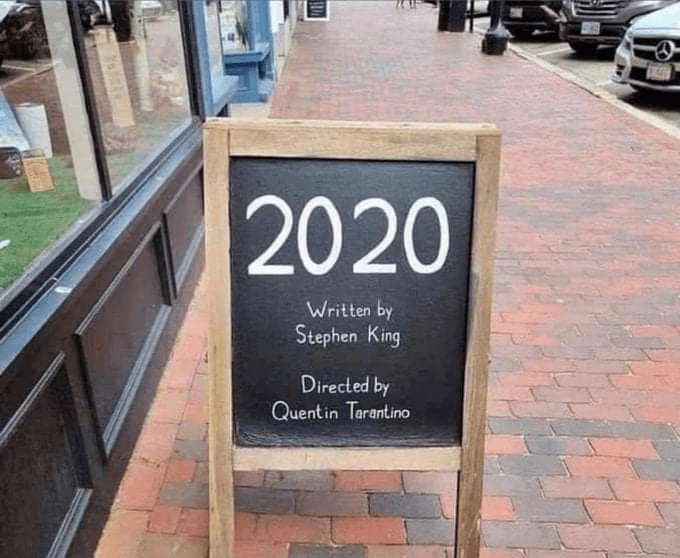 2020
Written by
Stephen King
Directed by
Quentin Tarantino